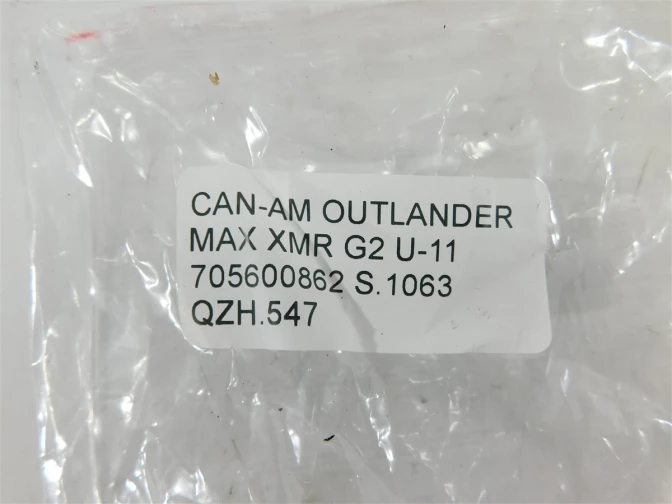 CAN-AM OUTLANDER
MAX XMR G2 U-11
705600862 S.1063
QZH.547